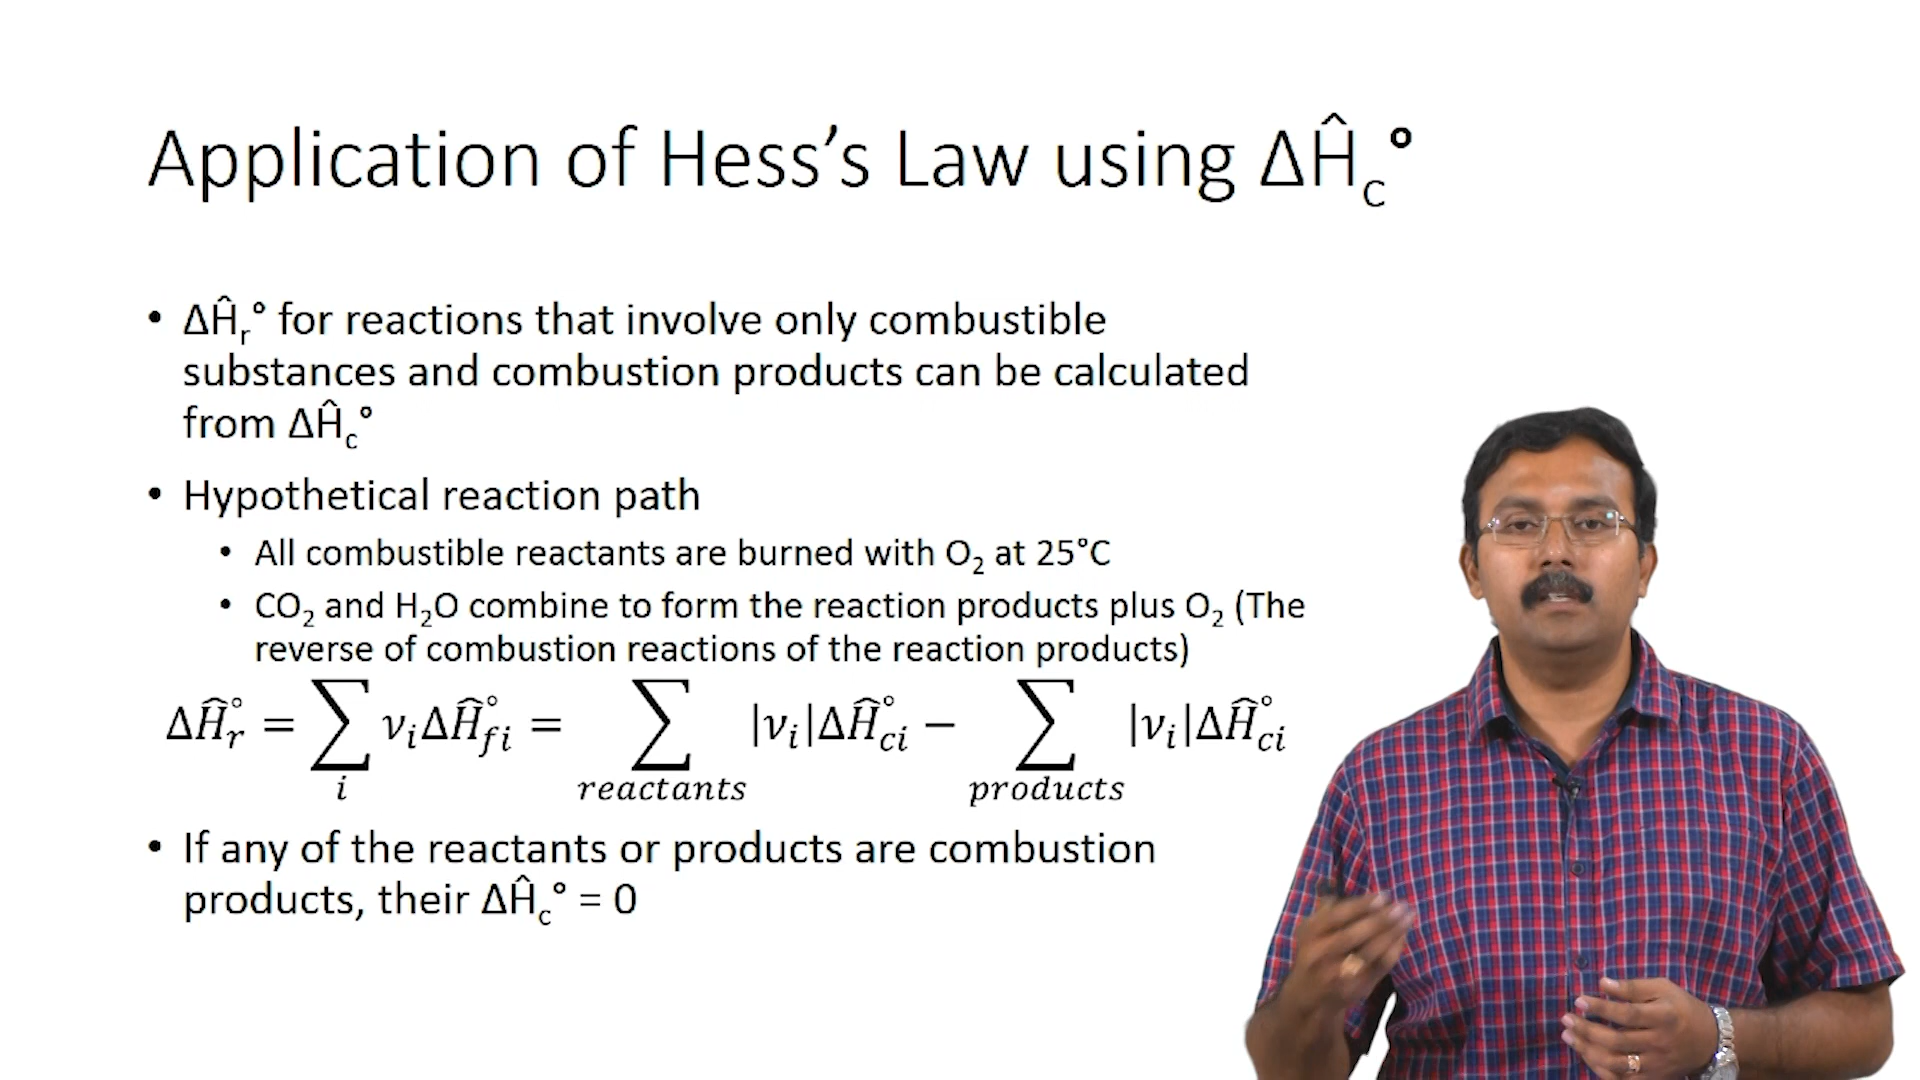 Application of Hess's Law using ΔĤc°
• ΔĤr° for reactions that involve only combustible
substances and combustion products can be calculated
from ΔĤc°
• Hypothetical reaction path
• All combustible reactants are burned with O2 at 25°C
• CO2 and H2O combine to form the reaction products plus O2 (The
reverse of combustion reactions of the reaction products)
ΔĤr° = ∑i νiΔĤfi° = ∑reactants |νi|ΔĤci° − ∑products |νi|ΔĤci°
• If any of the reactants or products are combustion
products, their ΔĤc° = 0